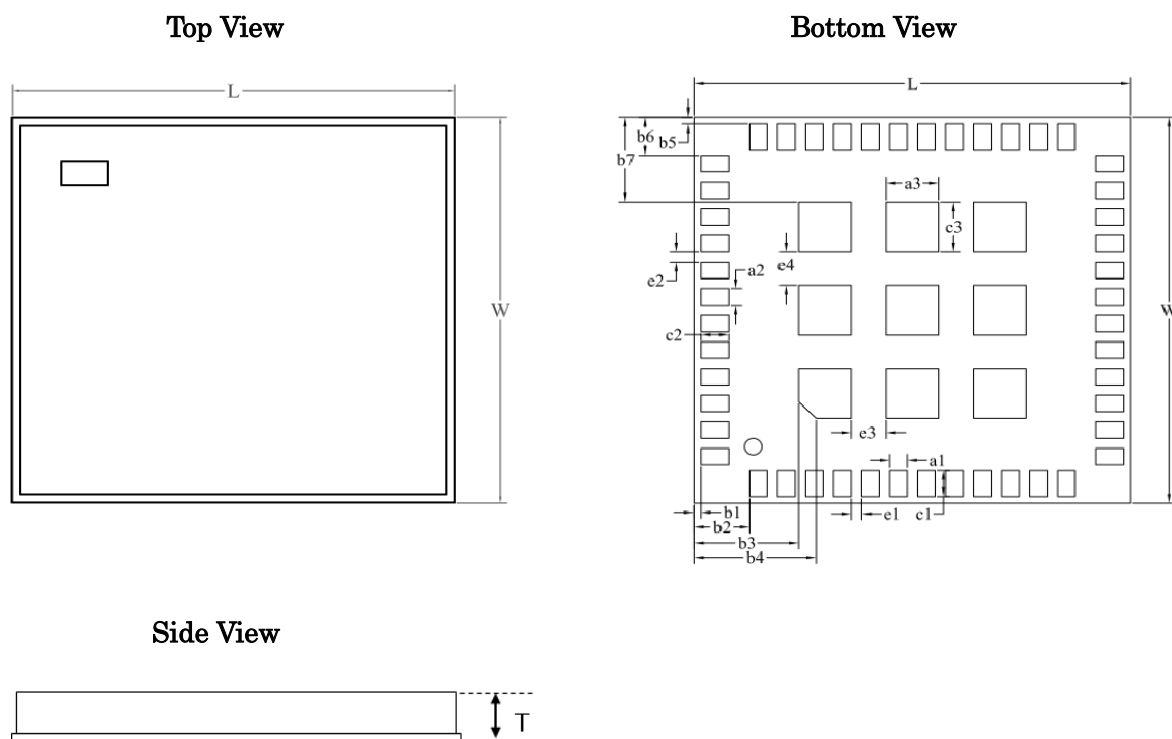 Top View
Bottom View
L
L
b6
b5
b7
a3
c3
e2
e4
a2
W
W
c2
e3
a1
b1
e1
c1
b2
b3
b4
Side View
T